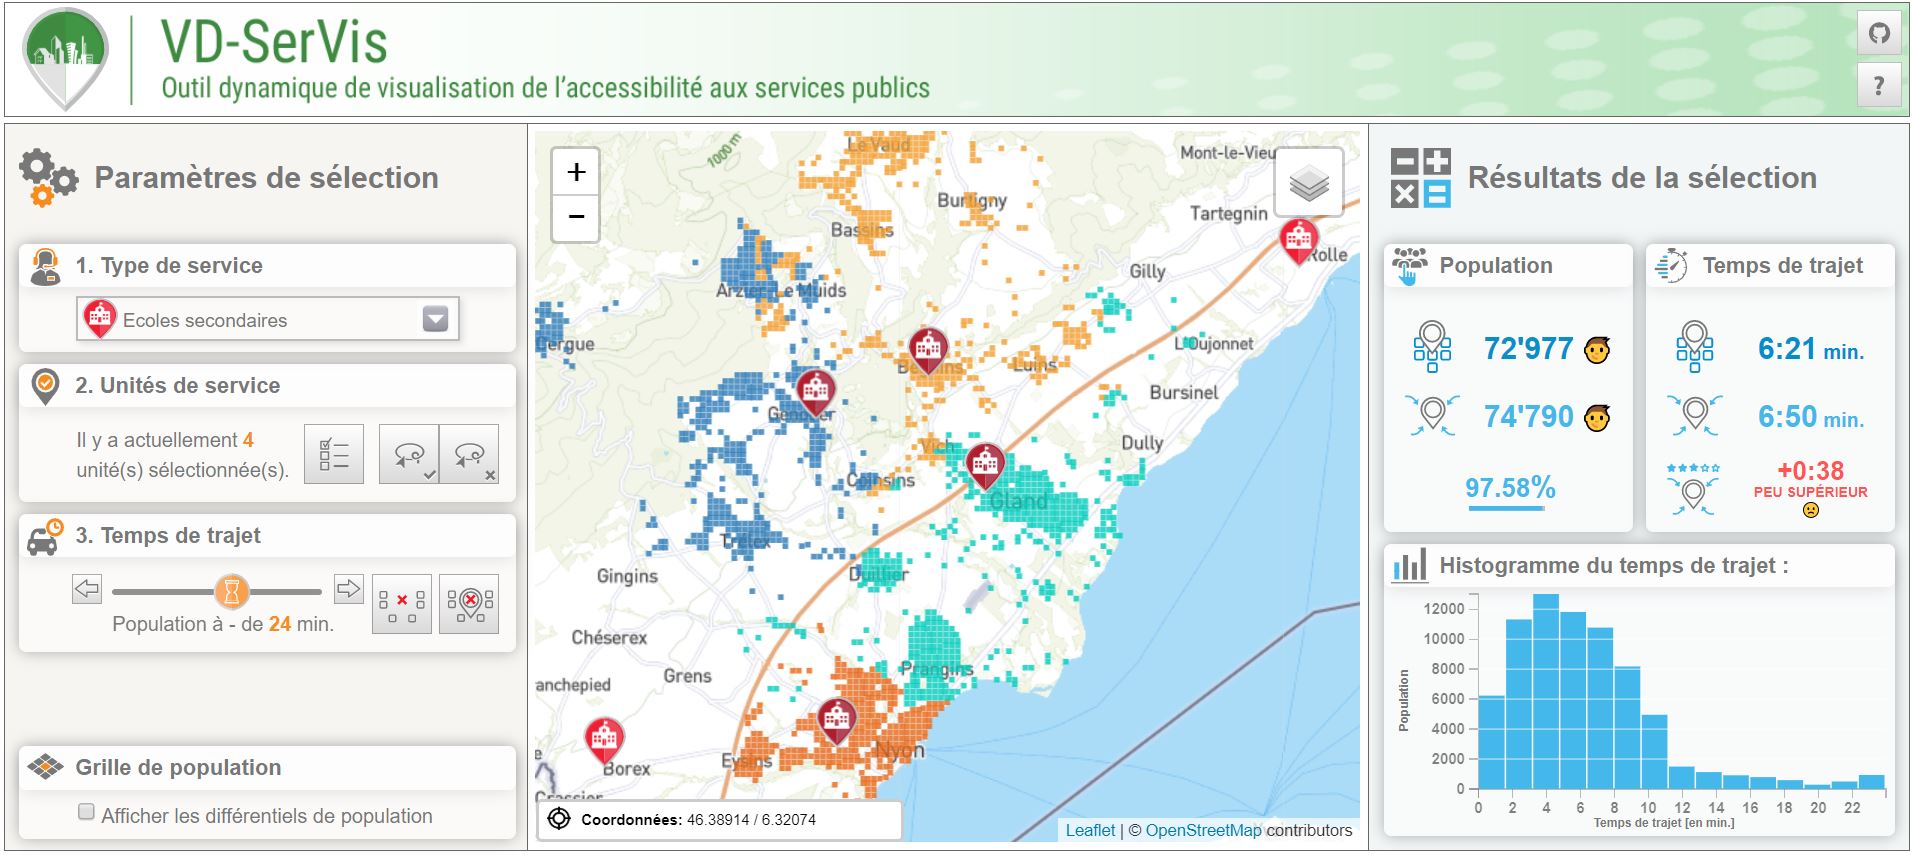 VD-SerVis
Outil dynamique de visualisation de l'accessibilité aux services publics
?
Paramètres de sélection
1. Type de service
Ecoles secondaires
2. Unités de service
Il y a actuellement 4
unité(s) sélectionnée(s).
3. Temps de trajet
Population à - de 24 min.
Grille de population
Afficher les différentiels de population
+
−
1000 m
Le Vaud
Mont-le-Vieu
Burtigny
Tartegnin
Bassins
Rolle
Gilly
Arzier-Le Muids
Cergue
L'Oujonnet
Begnins
Luins
Bursinel
Genolier
Dully
Vich
Coinsins
Gland
Trélex
Gingins
Duillier
Chéserex
Prangins
Grens
anchepied
Nyon
Eysins
Borex
Crassier
Coordonnées: 46.38914 / 6.32074
Leaflet | © OpenStreetMap contributors
Résultats de la sélection
Population
72'977
74'790
97.58%
Temps de trajet
6:21 min.
6:50 min.
+0:38
PEU SUPÉRIEUR
Histogramme du temps de trajet :
12000
10000
8000
6000
4000
2000
0
Population
0 2 4 6 8 10 12 14 16 18 20 22
Temps de trajet [en min.]